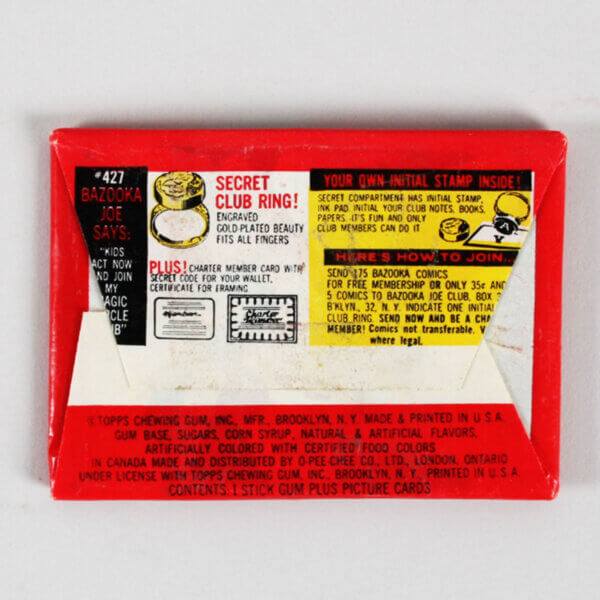 *427
BAZOOKA
JOE
SAYS:
"KIDS
ACT NOW
AND JOIN
MY
AGIC
RCLE
UB"
SECRET
CLUB RING!
ENGRAVED
GOLD-PLATED BEAUTY
FITS ALL FINGERS
PLUS! CHARTER MEMBER CARD WITH
SECRET CODE FOR YOUR WALLET,
CERTIFICATE FOR FRAMING
Charter
YOUR OWN INITIAL STAMP INSIDE!
SECRET COMPARTMENT HAS INITIAL STAMP,
INK PAD. INITIAL YOUR CLUB NOTES, BOOKS,
PAPERS. IT'S FUN AND ONLY
CLUB MEMBERS CAN DO IT
A
HERE'S HOW TO JOIN...
SEND 175 BAZOOKA COMICS
FOR FREE MEMBERSHIP OR ONLY 35¢ AND
5 COMICS TO BAZOOKA JOE CLUB, BOX 3
B'KLYN., 32, N. Y. INDICATE ONE INITIAL
CLUB RING. SEND NOW AND BE A CHA
MEMBER! Comics not transferable. V
where legal.
© TOPPS CHEWING GUM, INC., MFR., BROOKLYN, N. Y. MADE & PRINTED IN U.S.A.
GUM BASE, SUGARS, CORN SYRUP, NATURAL & ARTIFICIAL FLAVORS,
ARTIFICIALLY COLORED WITH CERTIFIED FOOD COLORS
IN CANADA MADE AND DISTRIBUTED BY O-PEE-CHEE CO., LTD., LONDON, ONTARIO
UNDER LICENSE WITH TOPPS CHEWING GUM, INC., BROOKLYN, N. Y., PRINTED IN U.S.A.
CONTENTS: 1 STICK GUM PLUS PICTURE CARDS